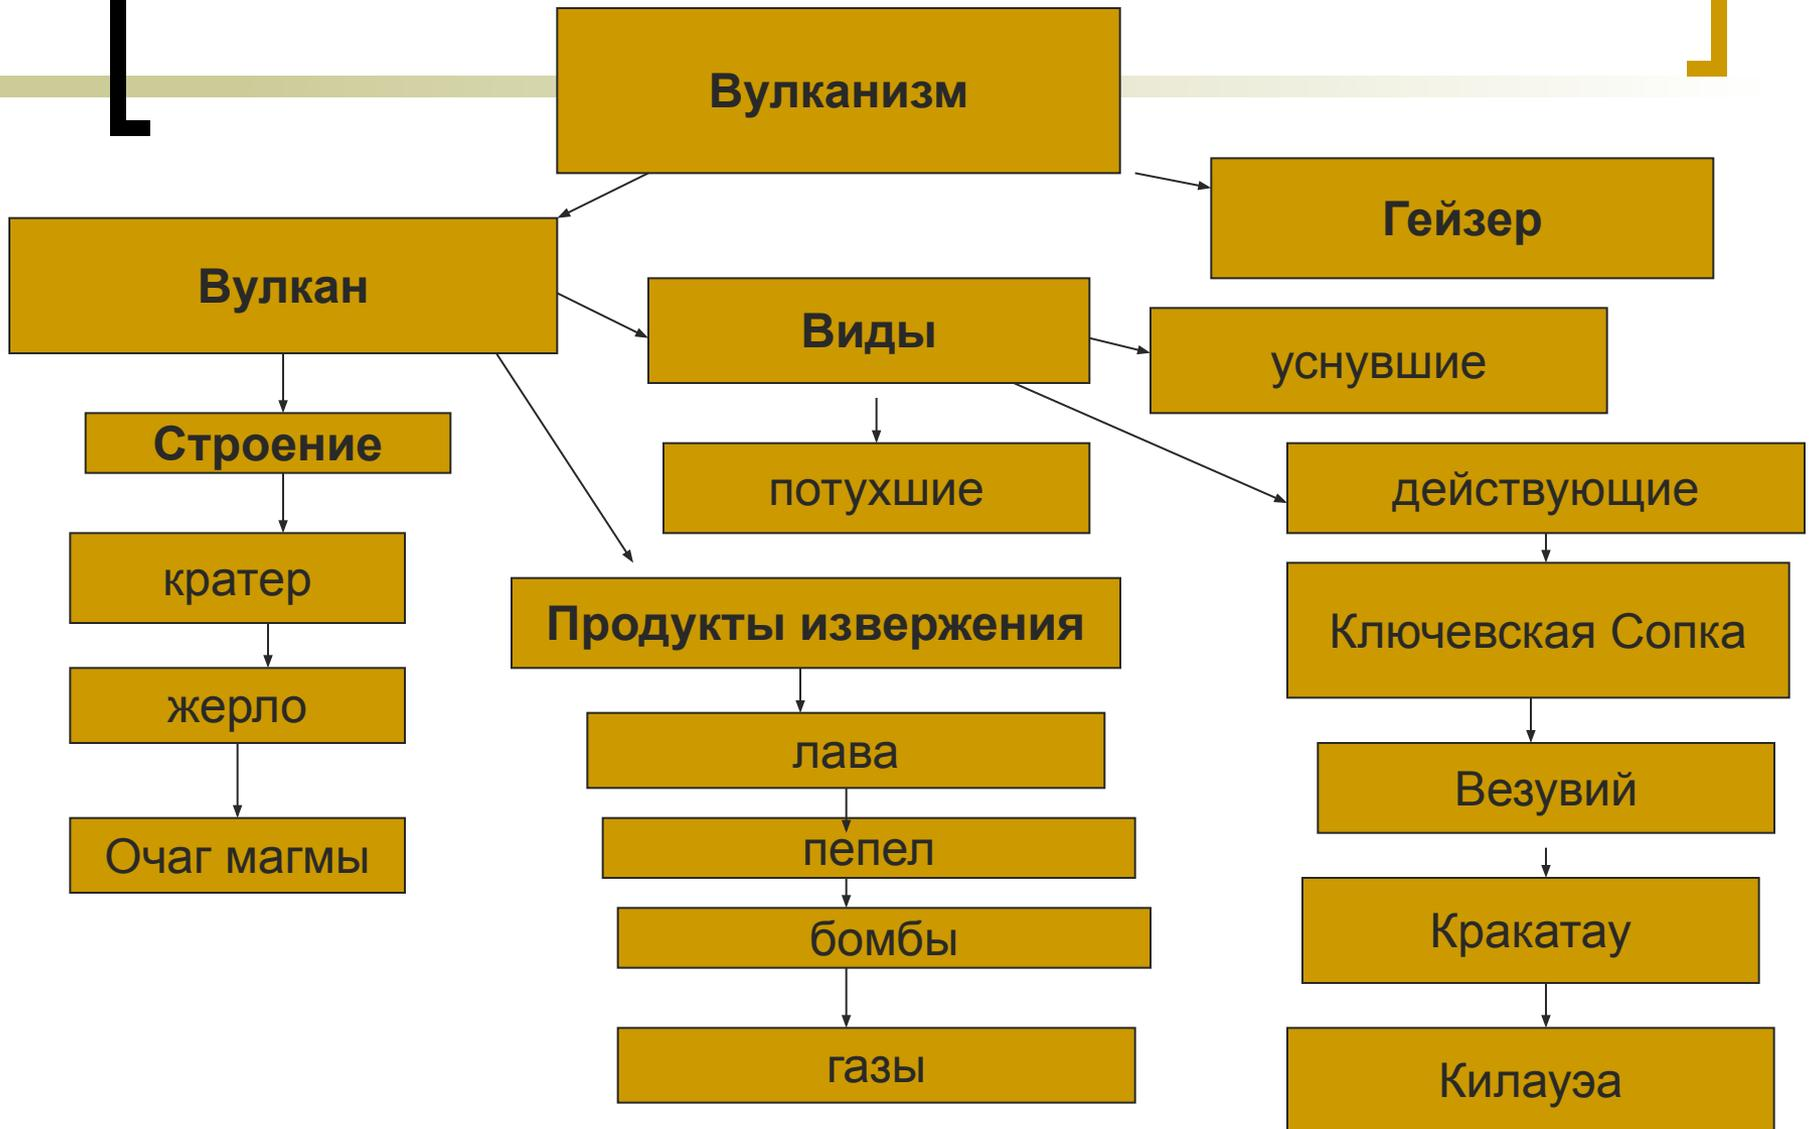 Вулканизм
Гейзер
Вулкан
Виды
уснувшие
Строение
потухшие
действующие
кратер
Продукты извержения
Ключевская Сопка
жерло
лава
Везувий
Очаг магмы
пепел
бомбы
Кракатау
газы
Килауэа